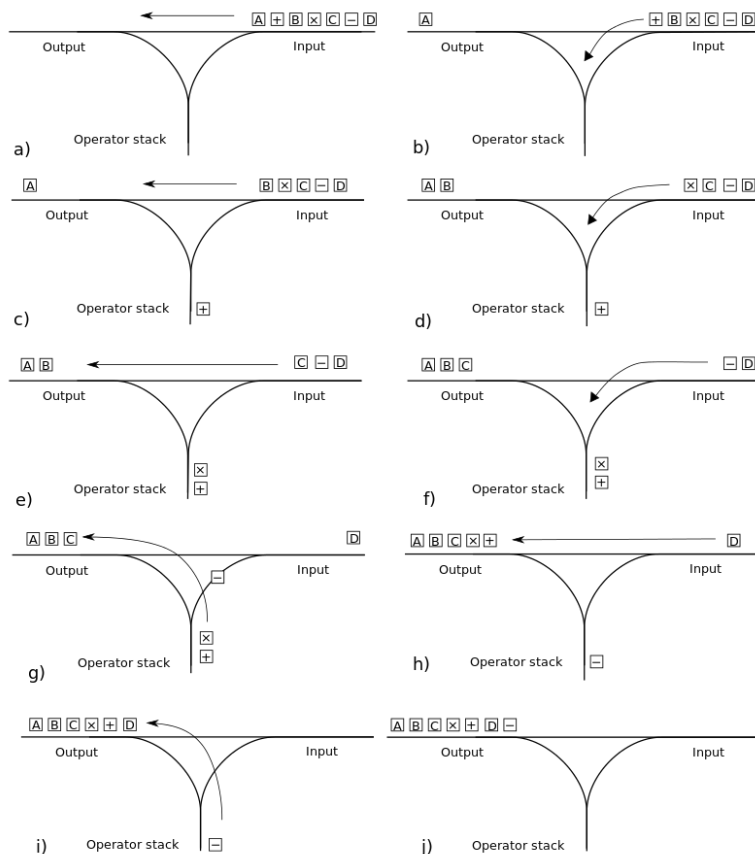 A + B × C − D
Output Input
Operator stack
a)
A + B × C − D
Output Input
Operator stack
b)
A B × C − D
Output Input
Operator stack +
c)
A B × C − D
Output Input
Operator stack +
d)
A B C − D
Output Input
×
Operator stack +
e)
A B C − D
Output Input
×
Operator stack +
f)
A B C D
Output Input
−
×
Operator stack +
g)
A B C × + D
Output Input
Operator stack −
h)
A B C × + D
Output Input
Operator stack −
i)
A B C × + D −
Output Input
Operator stack
j)